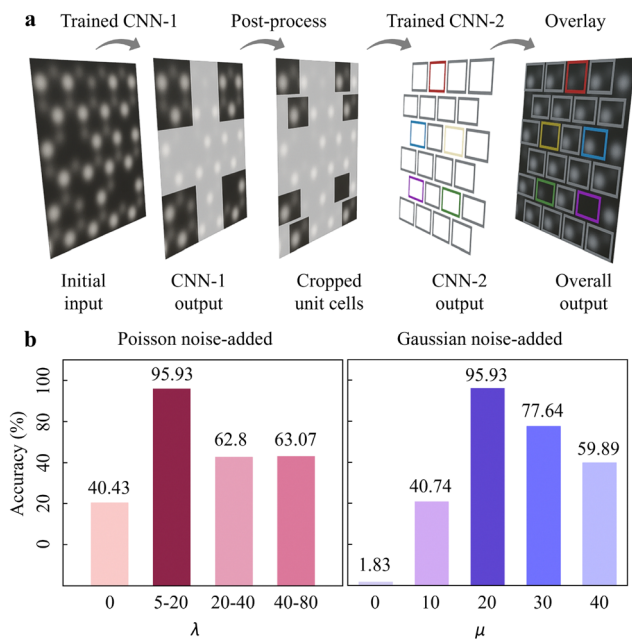 a
Trained CNN-1 Post-process Trained CNN-2 Overlay
Initial input
CNN-1 output
Cropped unit cells
CNN-2 output
Overall output
b
Poisson noise-added
Accuracy (%)
100
80
60
40
20
0
40.43
95.93
62.8
63.07
0 5-20 20-40 40-80
λ
Gaussian noise-added
1.83
40.74
95.93
77.64
59.89
0 10 20 30 40
μ